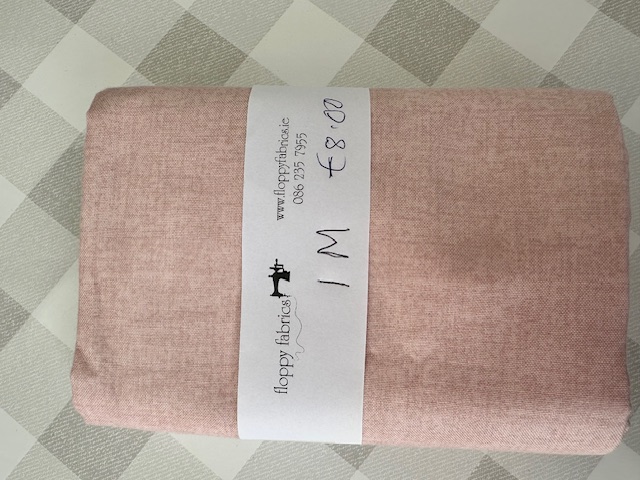 floppy fabrics
www.floppyfabrics.ie
086 235 7955
1 M €8.00